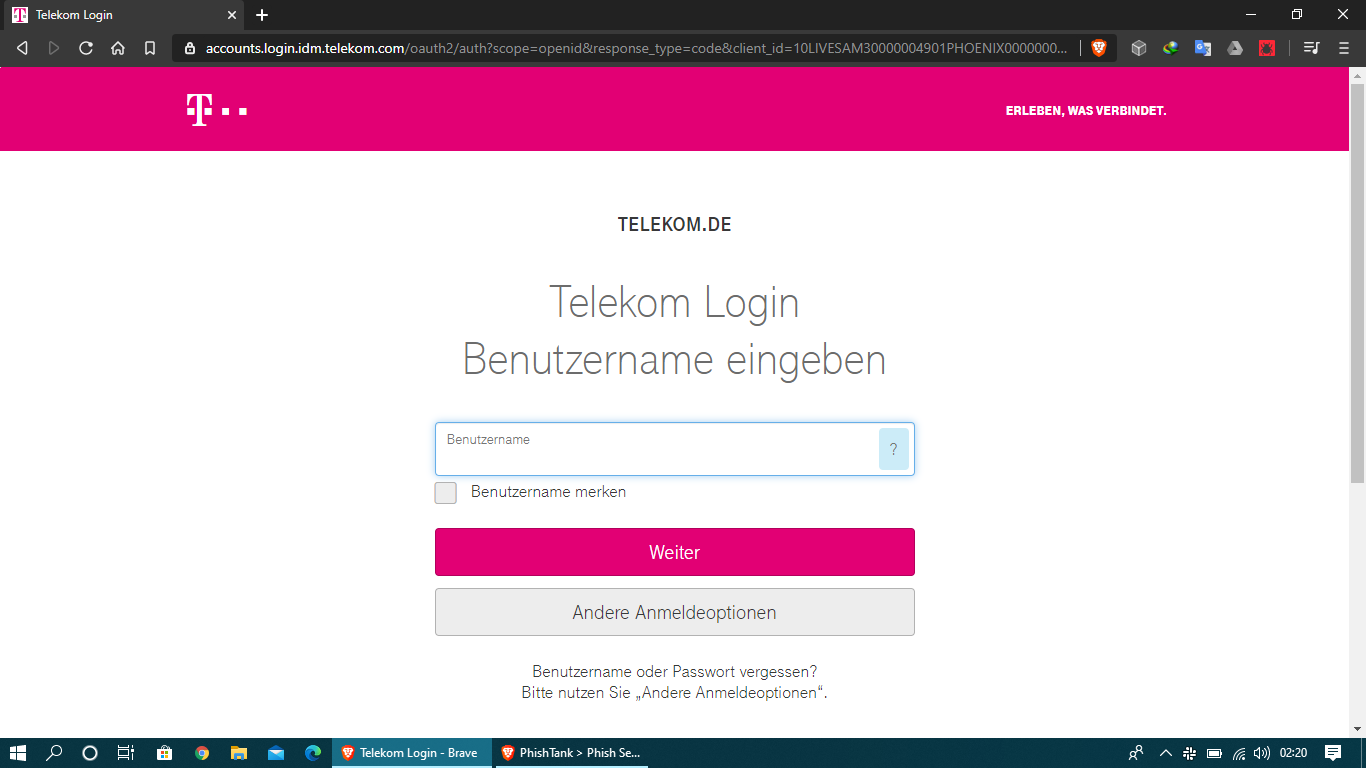 Telekom Login
accounts.login.idm.telekom.com/oauth2/auth?scope=openid&response_type=code&client_id=10LIVESAM30000004901PHOENIX0000000...
T
ERLEBEN, WAS VERBINDET.
TELEKOM.DE
Telekom Login
Benutzername eingeben
Benutzername
?
Benutzername merken
Weiter
Andere Anmeldeoptionen
Benutzername oder Passwort vergessen?
Bitte nutzen Sie „Andere Anmeldeoptionen“.
Telekom Login - Brave
PhishTank > Phish Se...
02:20